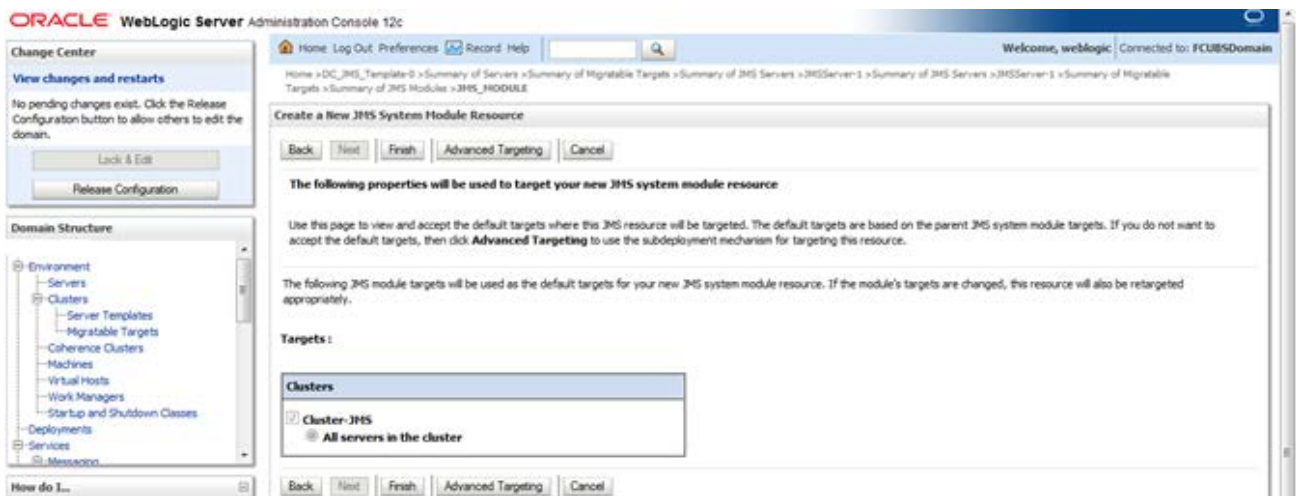 ORACLE WebLogic Server Administration Console 12c
Change Center
View changes and restarts
No pending changes exist. Click the Release
Configuration button to allow others to edit the
domain.
Lock & Edit
Release Configuration
Domain Structure
Environment
Servers
Clusters
Server Templates
Migratable Targets
Coherence Clusters
Machines
Virtual Hosts
Work Managers
Startup and Shutdown Classes
Deployments
Services
Messaging
How do I...
Home Log Out Preferences Record Help
Welcome, weblogic Connected to: FCUBSDomain
Home >DC_JMS_Template-0 >Summary of Servers >Summary of Migratable Targets >Summary of JMS Servers >JMSServer-1 >Summary of JMS Servers >JMSServer-1 >Summary of Migratable
Targets >Summary of JMS Modules >JMS_MODULE
Create a New JMS System Module Resource
Back Next Finish Advanced Targeting Cancel
The following properties will be used to target your new JMS system module resource
Use this page to view and accept the default targets where this JMS resource will be targeted. The default targets are based on the parent JMS system module targets. If you do not want to
accept the default targets, then click Advanced Targeting to use the subdeployment mechanism for targeting this resource.
The following JMS module targets will be used as the default targets for your new JMS system module resource. If the module's targets are changed, this resource will also be retargeted
appropriately.
Targets :
Clusters
Cluster-JMS
All servers in the cluster
Back Next Finish Advanced Targeting Cancel